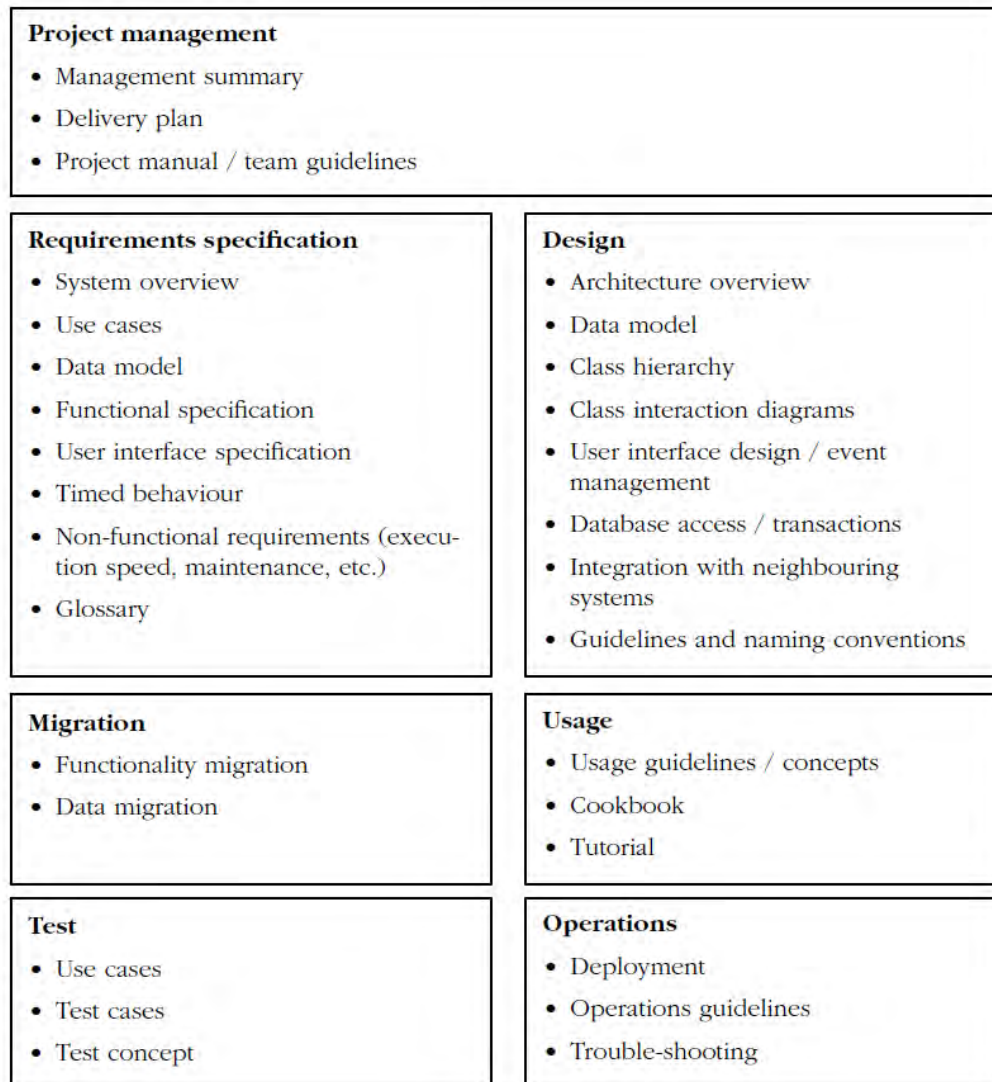 Project management
• Management summary
• Delivery plan
• Project manual / team guidelines
Requirements specification
• System overview
• Use cases
• Data model
• Functional specification
• User interface specification
• Timed behaviour
• Non-functional requirements (execu-
tion speed, maintenance, etc.)
• Glossary
Design
• Architecture overview
• Data model
• Class hierarchy
• Class interaction diagrams
• User interface design / event
management
• Database access / transactions
• Integration with neighbouring
systems
• Guidelines and naming conventions
Migration
• Functionality migration
• Data migration
Usage
• Usage guidelines / concepts
• Cookbook
• Tutorial
Test
• Use cases
• Test cases
• Test concept
Operations
• Deployment
• Operations guidelines
• Trouble-shooting